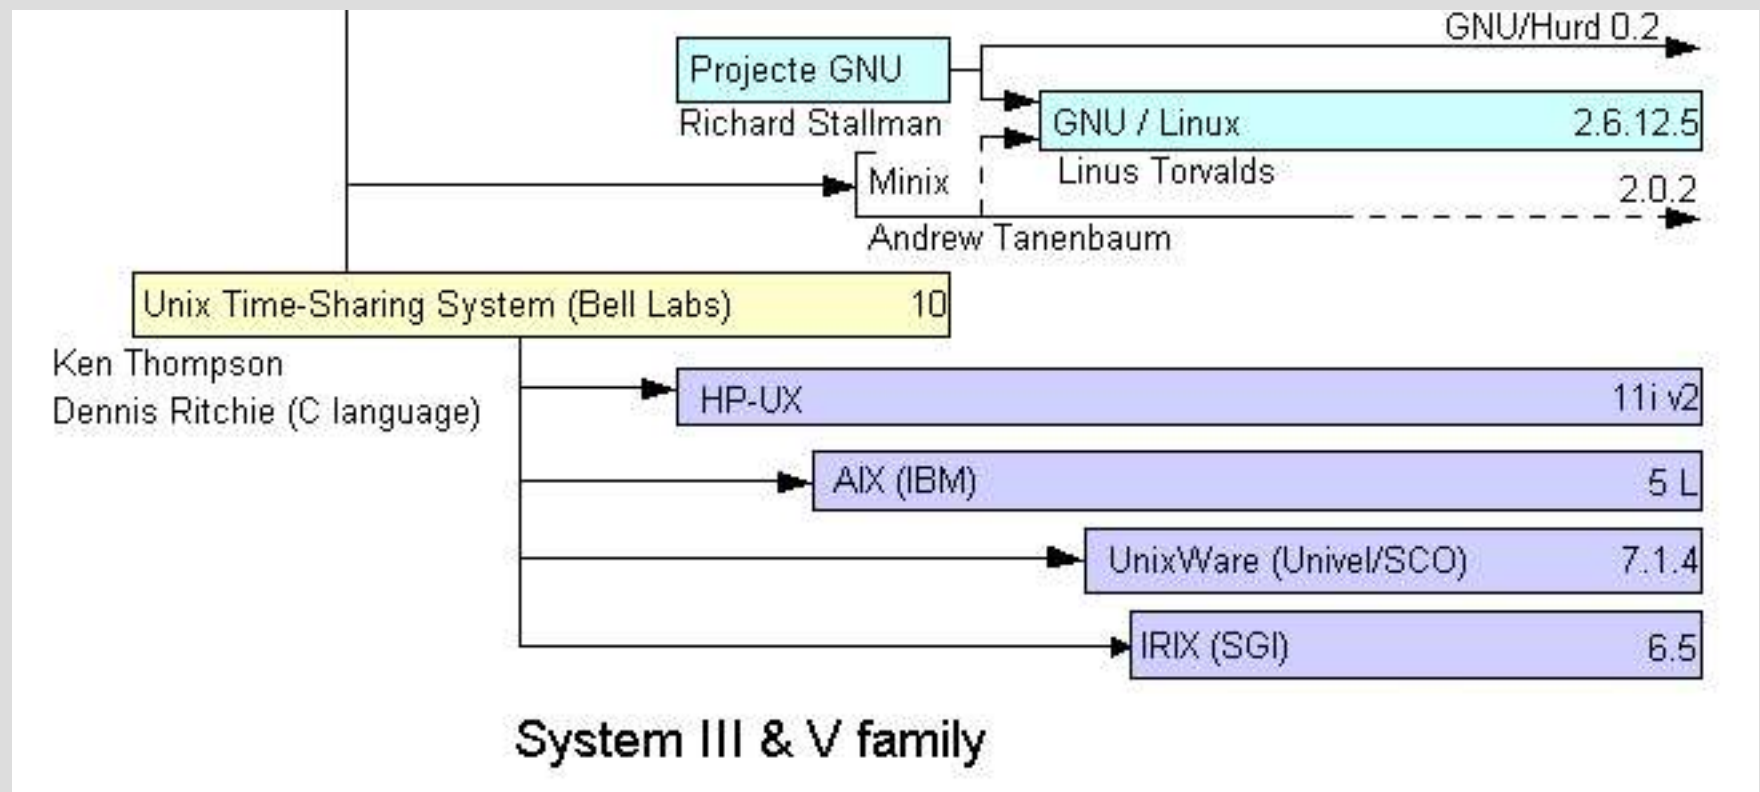 GNU/Hurd 0.2
Projecte GNU
Richard Stallman
GNU / Linux 2.6.12.5
Linus Torvalds
Minix
2.0.2
Andrew Tanenbaum
Unix Time-Sharing System (Bell Labs) 10
Ken Thompson
Dennis Ritchie (C language)
HP-UX 11i v2
AIX (IBM) 5 L
UnixWare (Univel/SCO) 7.1.4
IRIX (SGI) 6.5
System III & V family